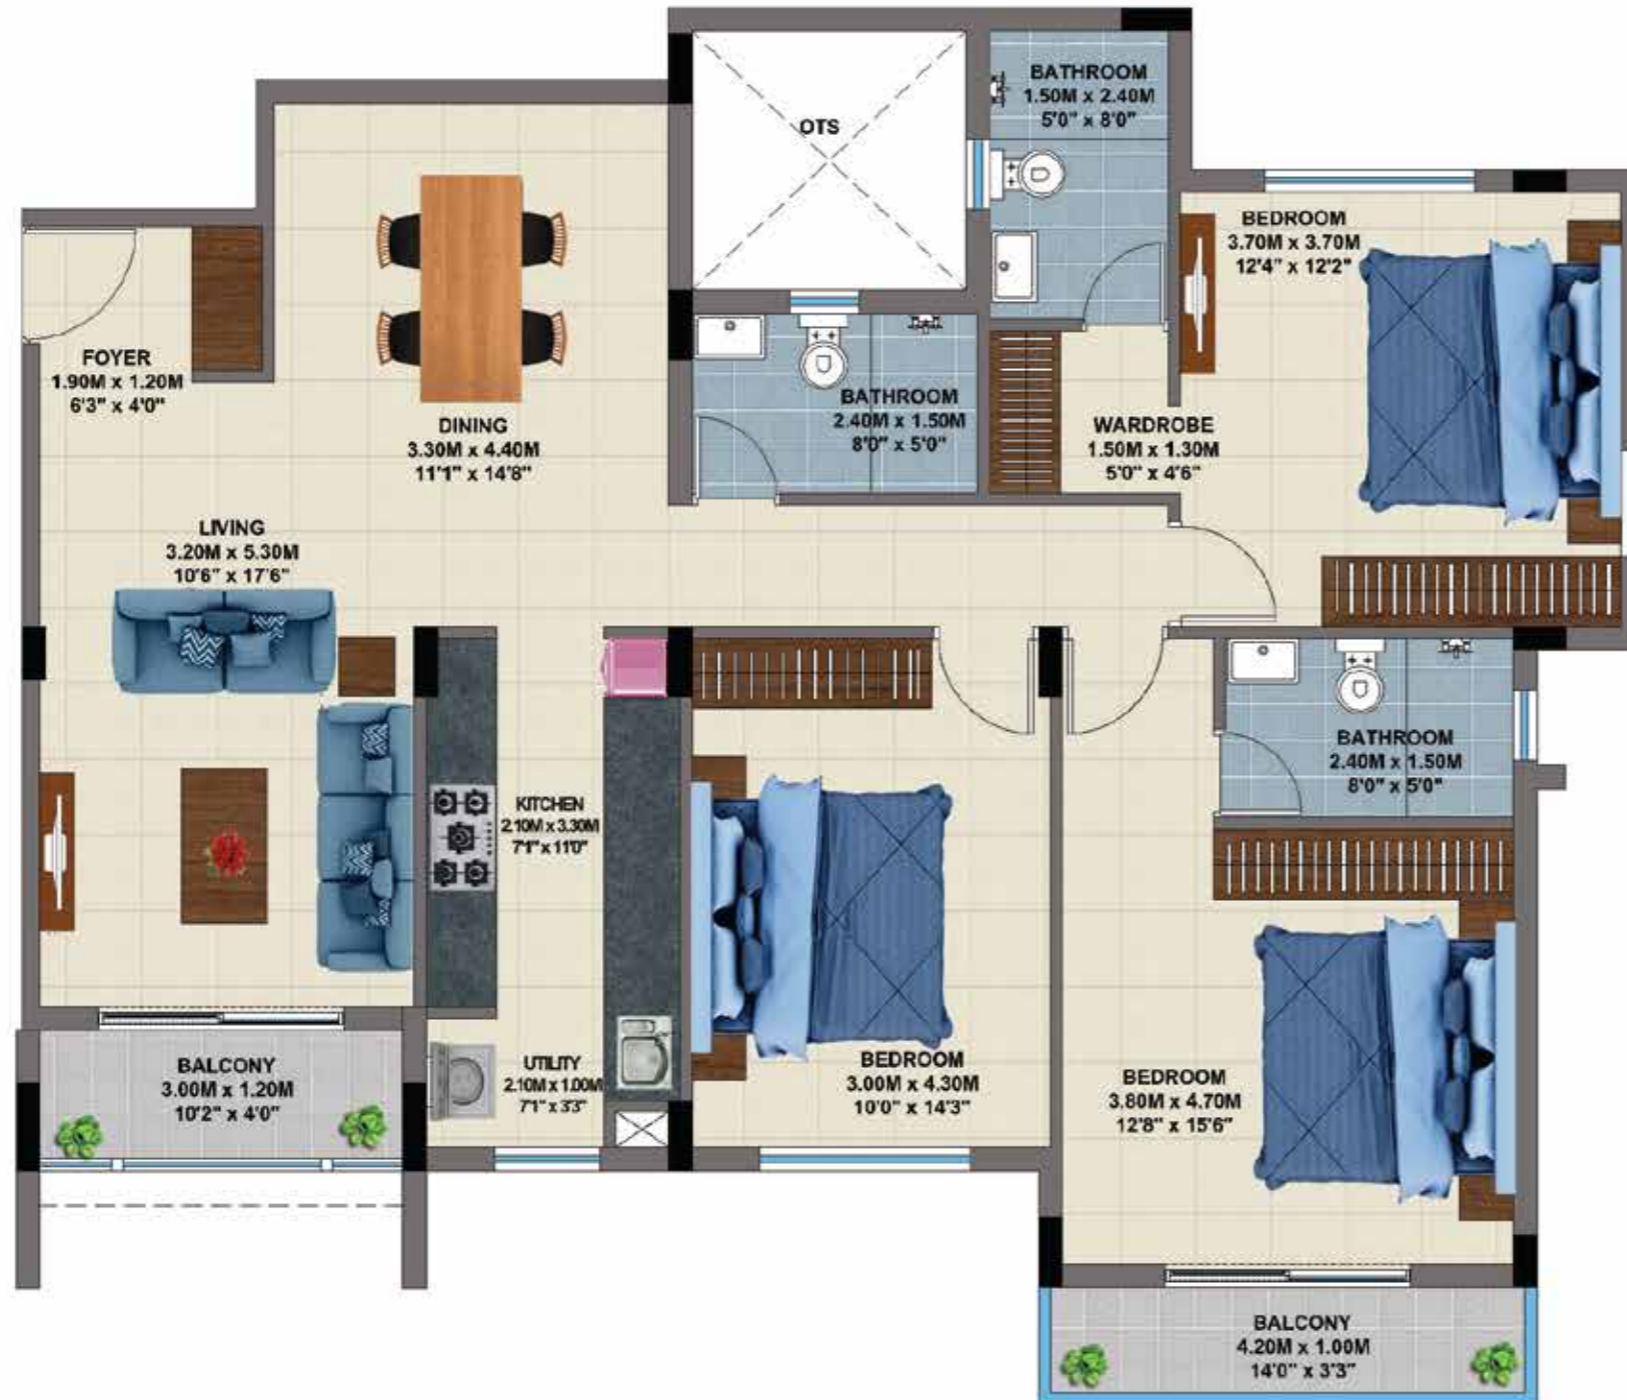 BATHROOM
1.50M x 2.40M
5'0" x 8'0"
OTS
BEDROOM
3.70M x 3.70M
12'4" x 12'2"
FOYER
1.90M x 1.20M
6'3" x 4'0"
DINING
3.30M x 4.40M
11'1" x 14'8"
BATHROOM
2.40M x 1.50M
8'0" x 5'0"
WARDROBE
1.50M x 1.30M
5'0" x 4'6"
LIVING
3.20M x 5.30M
10'6" x 17'6"
BATHROOM
2.40M x 1.50M
8'0" x 5'0"
KITCHEN
2.10M x 3.30M
7'1" x 11'0"
BALCONY
3.00M x 1.20M
10'2" x 4'0"
UTILITY
2.10M x 1.00M
7'1" x 3'3"
BEDROOM
3.00M x 4.30M
10'0" x 14'3"
BEDROOM
3.80M x 4.70M
12'8" x 15'6"
BALCONY
4.20M x 1.00M
14'0" x 3'3"